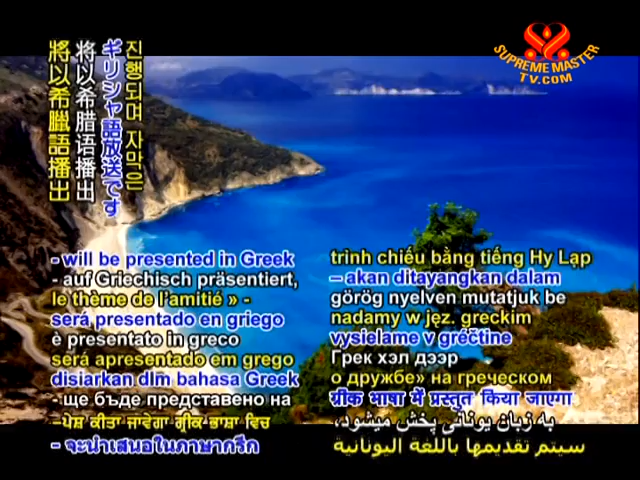 SUPREME MASTER
TV.COM
진행되며 자막은
ギリシャ語放送です
将以希腊语播出
將以希臘語播出
- will be presented in Greek
- auf Griechisch präsentiert,
le thème de l'amitié » -
será presentado en griego
è presentato in greco
será apresentado em grego
disiarkan dlm bahasa Greek
- ще бъде представено на
–ਪੇਸ਼ ਕੀਤਾ ਜਾਵੇਗਾ ਗ੍ਰੀਕ ਭਾਸ਼ਾ ਵਿਚ
- จะนำเสนอในภาษากรีก
trình chiếu bằng tiếng Hy Lạp
– akan ditayangkan dalam
görög nyelven mutatjuk be
nadamy w jęz. greckim
vysielame v gréčtine
Грек хэл дээр
о дружбе» на греческом
ग्रीक भाषा में प्रस्तुत किया जाएगा
به زبان یونانی پخش میشود،
سيتم تقديمها باللغة اليونانية